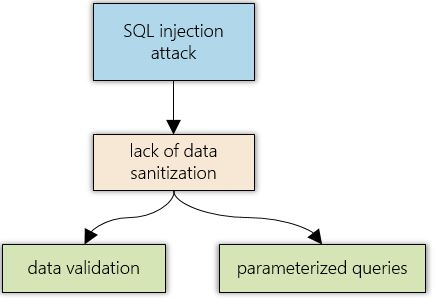 SQL injection
attack
lack of data
sanitization
data validation
parameterized queries